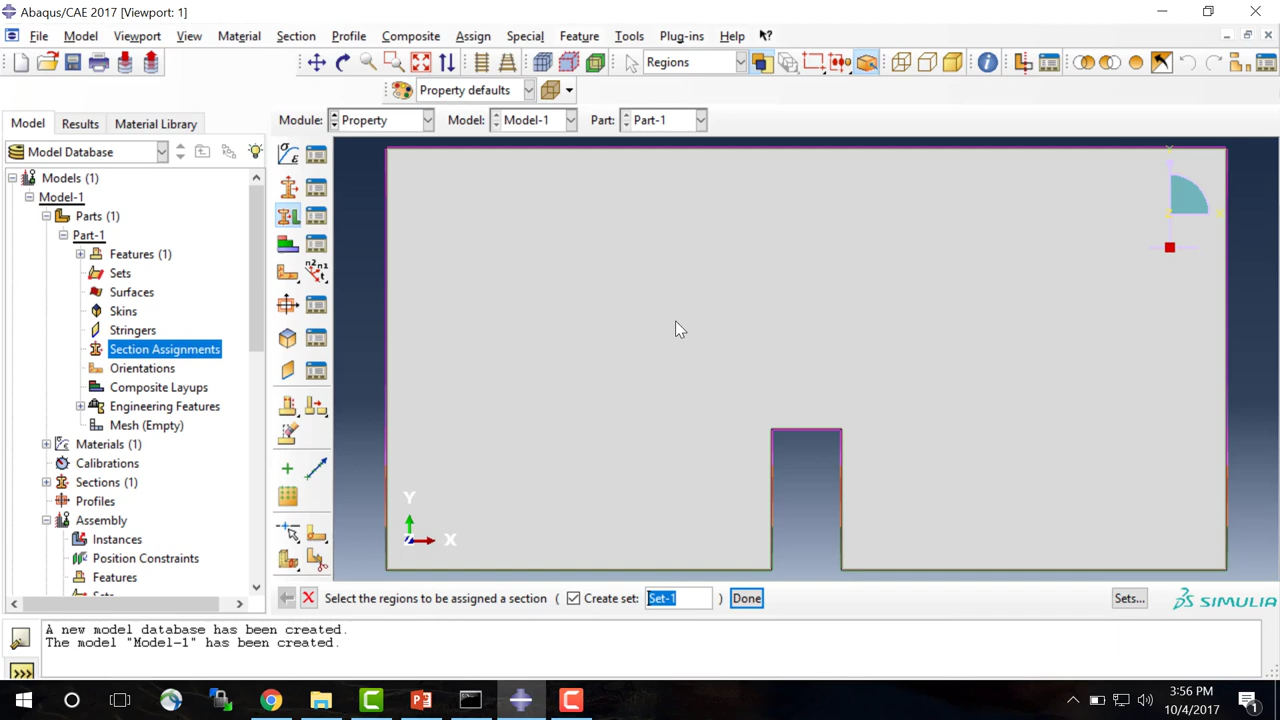 Abaqus/CAE 2017 [Viewport: 1]
File Model Viewport View Material Section Profile Composite Assign Special Feature Tools Plug-ins Help
Regions
Property defaults
Model Results Material Library
Module: Property Model: Model-1 Part: Part-1
Model Database
Models (1)
Model-1
Parts (1)
Part-1
Features (1)
Sets
Surfaces
Skins
Stringers
Section Assignments
Orientations
Composite Layups
Engineering Features
Mesh (Empty)
Materials (1)
Calibrations
Sections (1)
Profiles
Assembly
Instances
Position Constraints
Features
Y
X
Select the regions to be assigned a section ( Create set: Set-1 ) Done Sets... SIMULIA
A new model database has been created.
The model "Model-1" has been created.
>>>
3:56 PM
10/4/2017
1